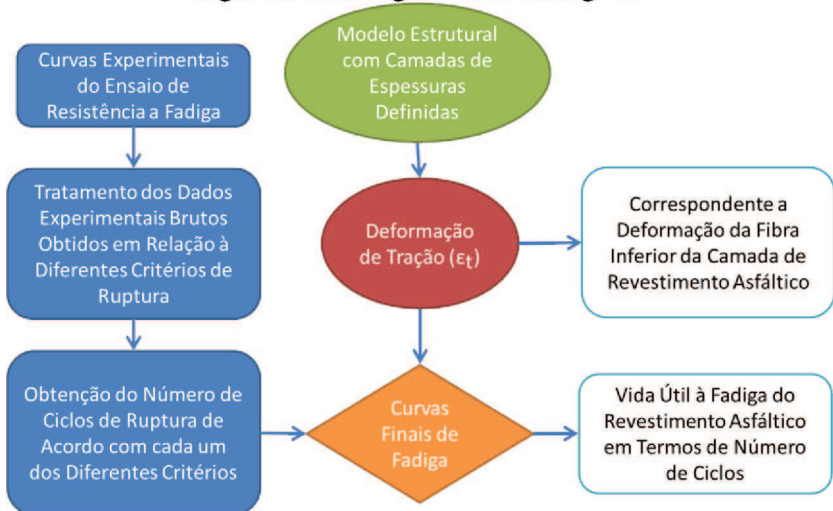 Curvas Experimentais
do Ensaio de
Resistência a Fadiga
Modelo Estrutural
com Camadas de
Espessuras
Definidas
Tratamento dos Dados
Experimentais Brutos
Obtidos em Relação à
Diferentes Critérios de
Ruptura
Deformação
de Tração (εt)
Correspondente a
Deformação da Fibra
Inferior da Camada de
Revestimento Asfáltico
Obtenção do Número de
Ciclos de Ruptura de
Acordo com cada um
dos Diferentes Critérios
Curvas
Finais de
Fadiga
Vida Útil à Fadiga do
Revestimento Asfáltico
em Termos de Número
de Ciclos